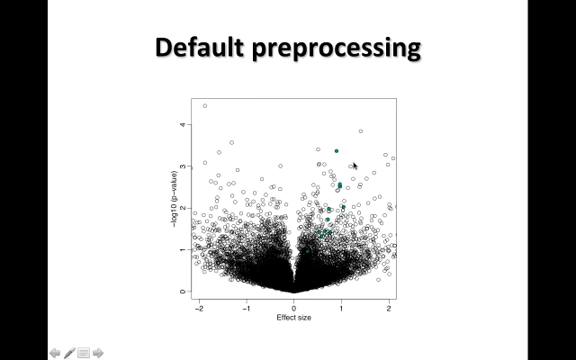 Default preprocessing
4
3
2
1
0
−log10 (p−value)
−2 −1 0 1 2
Effect size